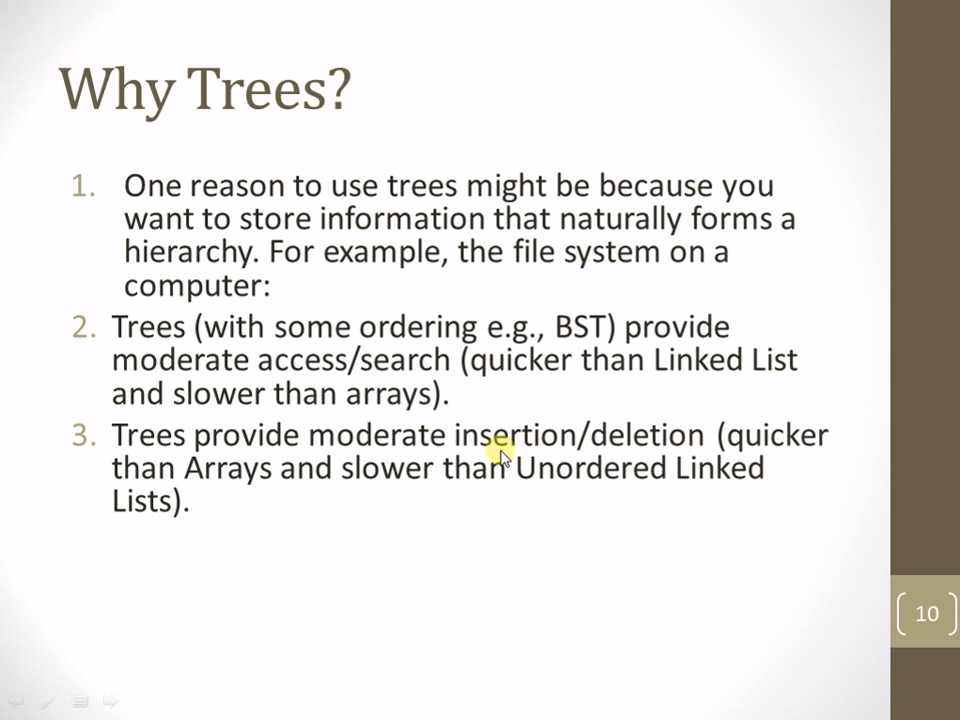 Why Trees?
1. One reason to use trees might be because you
want to store information that naturally forms a
hierarchy. For example, the file system on a
computer:
2. Trees (with some ordering e.g., BST) provide
moderate access/search (quicker than Linked List
and slower than arrays).
3. Trees provide moderate insertion/deletion (quicker
than Arrays and slower than Unordered Linked
Lists).
10